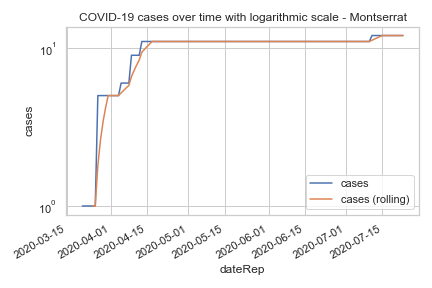 COVID-19 cases over time with logarithmic scale - Montserrat
10¹
cases
10⁰
cases
cases (rolling)
2020-03-15
2020-04-01
2020-04-15
2020-05-01
2020-05-15
2020-06-01
2020-06-15
2020-07-01
2020-07-15
dateRep